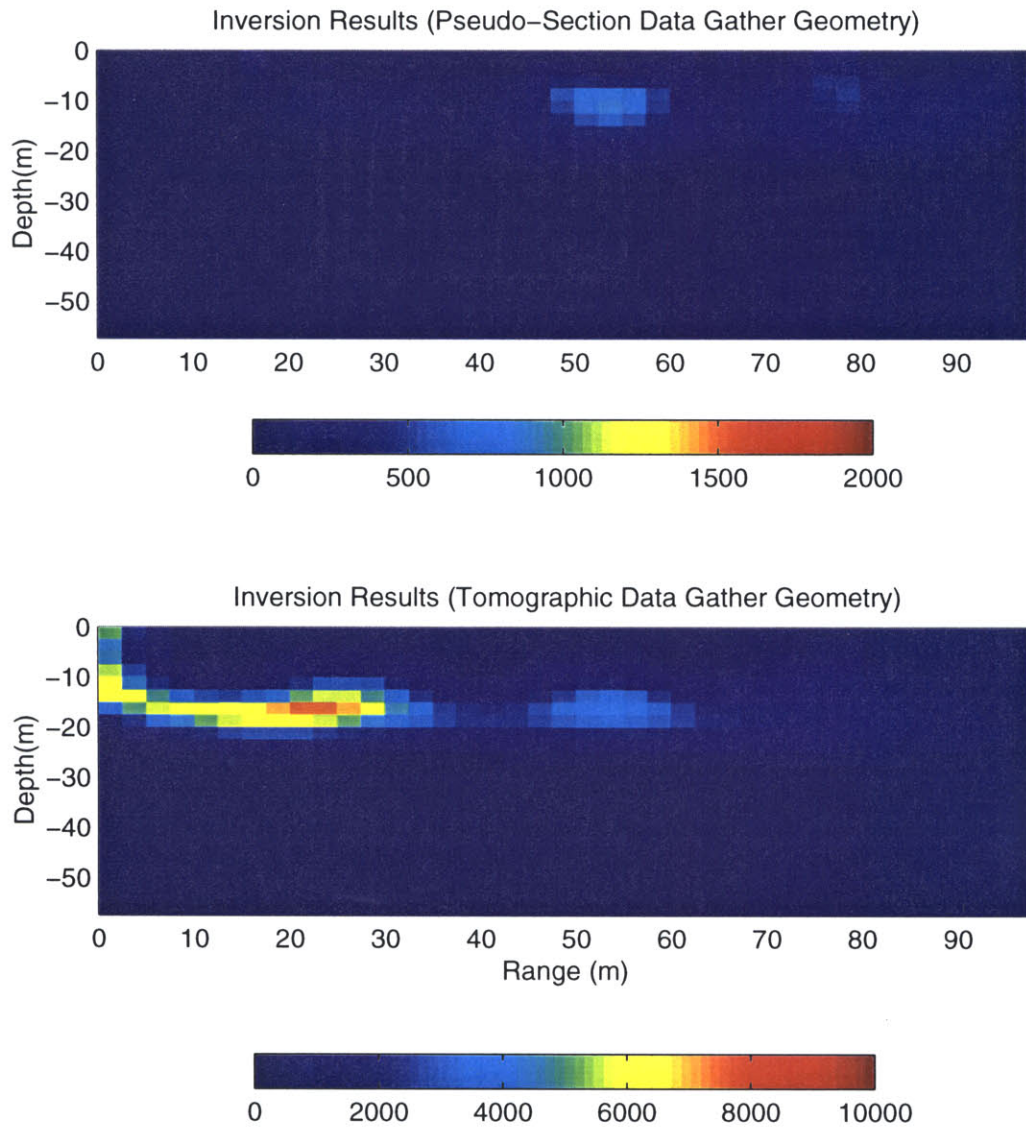 Inversion Results (Pseudo-Section Data Gather Geometry)
0
-10
-20
-30
-40
-50
Depth(m)
0 10 20 30 40 50 60 70 80 90
0 500 1000 1500 2000
Inversion Results (Tomographic Data Gather Geometry)
0
-10
-20
-30
-40
-50
Depth(m)
0 10 20 30 40 50 60 70 80 90
Range (m)
0 2000 4000 6000 8000 10000